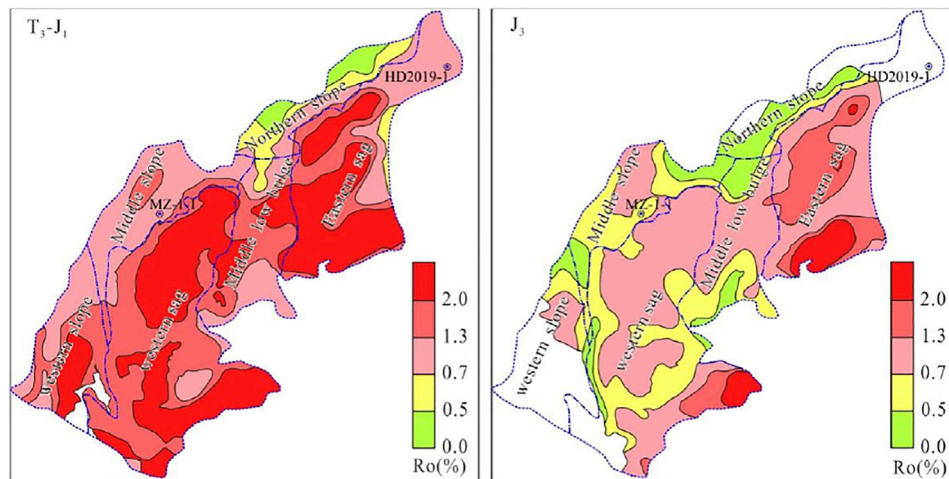 T₃-J₁
HD2019-1
Northern slope
Middle slope
MZ-1-1
Middle low bulge
Eastern sag
western slope
western sag
2.0
1.3
0.7
0.5
0.0
Ro(%)
J₃
HD2019-1
Northern slope
Middle slope
MZ-1-1
Middle low bulge
Eastern sag
western slope
western sag
2.0
1.3
0.7
0.5
0.0
Ro(%)